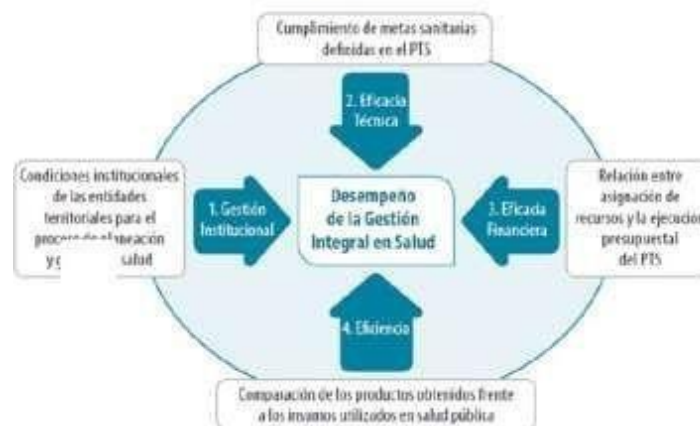 Cumplimiento de metas sanitarias
definidas en el PTS
2. Eficacia
Técnica
Condiciones institucionales
de las entidades
territoriales para el
proceso de planeación
y salud
1. Gestión
Institucional
Desempeño
de la Gestión
Integral en Salud
3. Eficacia
Financiera
Relación entre
asignación de
recursos y la ejecución
presupuestal
del PTS
4. Eficiencia
Comparación de los productos obtenidos frente
a los insumos utilizados en salud pública